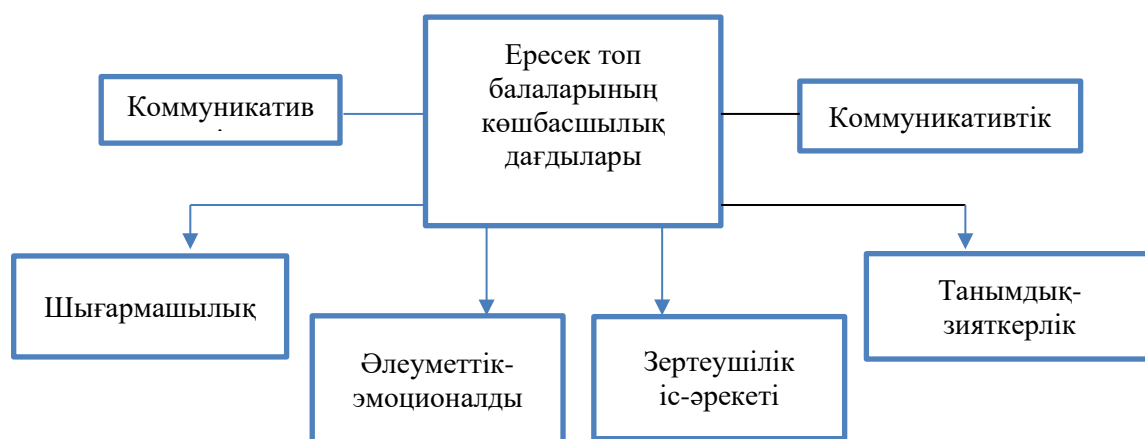 Ересек топ
балаларының
көшбасшылық
дағдылары
Коммуникатив
Коммуникативтік
Шығармашылық
Әлеуметтік-
эмоционалды
Зертеушілік
іс-әрекеті
Танымдық-
зияткерлік